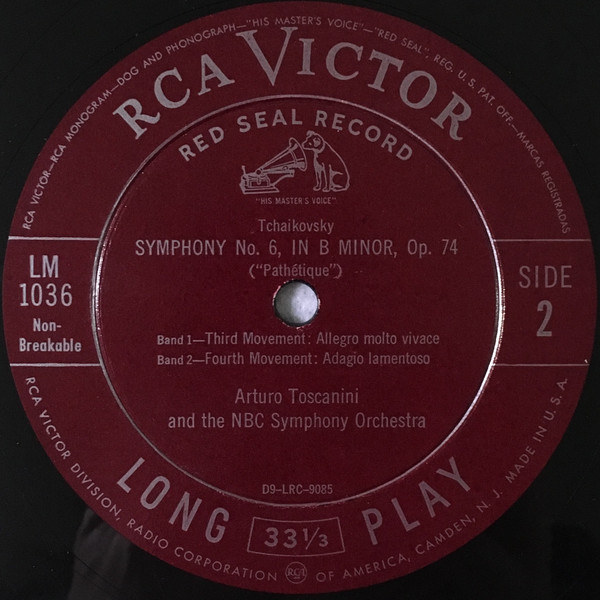 RCA VICTOR—RCA MONOGRAM—DOG AND PHONOGRAPH—"HIS MASTER'S VOICE"—"RED SEAL", REG. U. S. PAT. OFF.—MARCAS REGISTRADAS
RCA VICTOR
RED SEAL RECORD
"HIS MASTER'S VOICE"
Tchaikovsky
SYMPHONY No. 6, IN B MINOR, Op. 74
("Pathétique")
LM
1036
Non-
Breakable
SIDE
2
Band 1—Third Movement: Allegro molto vivace
Band 2—Fourth Movement: Adagio lamentoso
Arturo Toscanini
and the NBC Symphony Orchestra
D9-LRC-9085
LONG 33⅓ PLAY
RCA VICTOR DIVISION, RADIO CORPORATION RCA OF AMERICA, CAMDEN, N. J. MADE IN U.S.A.